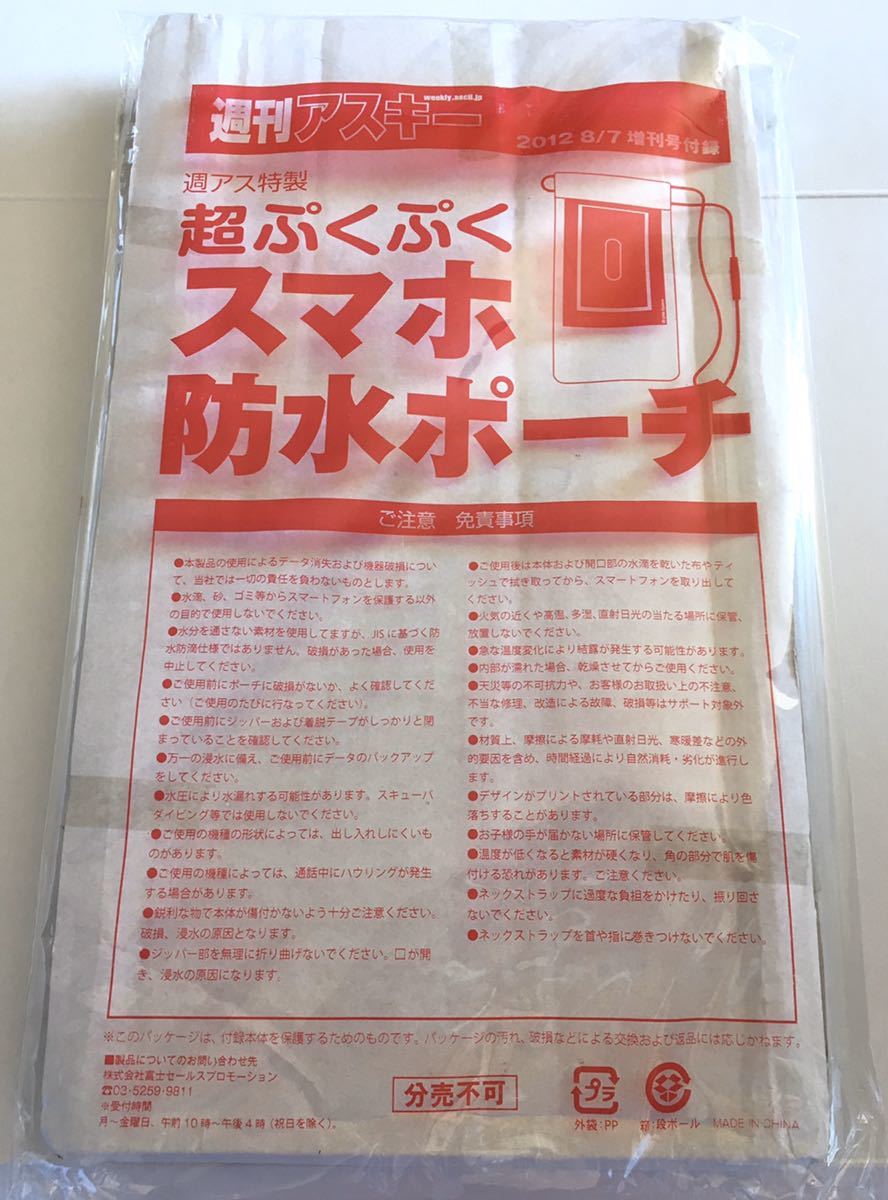 週刊アスキー
weekly.ascii.jp
2012 8/7 増刊号付録
週アス特製
超ぷくぷく
スマホ
防水ポーチ
ご注意 免責事項
●本製品の使用によるデータ消失および機器破損につい
て、当社では一切の責任を負わないものとします。
●水滴、砂、ゴミ等からスマートフォンを保護する以外
の目的で使用しないでください。
●水分を通さない素材を使用してますが、JISに基づく防
水防滴仕様ではありません。破損があった場合、使用を
中止してください。
●ご使用前にポーチに破損がないか、よく確認してくだ
さい（ご使用のたびに行なってください）。
●ご使用前にジッパーおよび着脱テープがしっかりと閉
まっていることを確認してください。
●万一の浸水に備え、ご使用前にデータのバックアップ
をしてください。
●水圧により水漏れする可能性があります。スキューバ
ダイビング等では使用しないでください。
●ご使用の機種の形状によっては、出し入れしにくいも
のがあります。
●ご使用の機種によっては、通話中にハウリングが発生
する場合があります。
●鋭利な物で本体が傷付かないよう十分ご注意ください。
破損、浸水の原因となります。
●ジッパー部を無理に折り曲げないでください。口が開
き、浸水の原因になります。
●ご使用後は本体および開口部の水滴を乾いた布やティ
ッシュで拭き取ってから、スマートフォンを取り出して
ください。
●火気の近くや高温、多湿、直射日光の当たる場所に保管、
放置しないでください。
●急な温度変化により結露が発生する可能性があります。
●内部が濡れた場合、乾燥させてからご使用ください。
●天災等の不可抗力や、お客様のお取扱い上の不注意、
不当な修理、改造による故障、破損等はサポート対象外
です。
●材質上、摩擦による摩耗や直射日光、寒暖差などの外
的要因を含め、時間経過により自然消耗・劣化が進行し
ます。
●デザインがプリントされている部分は、摩擦により色
落ちすることがあります。
●お子様の手が届かない場所に保管してください。
●温度が低くなると素材が硬くなり、角の部分で肌を傷
付ける恐れがあります。ご注意ください。
●ネックストラップに過度な負担をかけたり、振り回さ
ないでください。
●ネックストラップを首や指に巻きつけないでください。
※このパッケージは、付録本体を保護するためのものです。パッケージの汚れ、破損などによる交換および返品には応じかねます。
■製品についてのお問い合わせ先
株式会社富士セールスプロモーション
☎03-5259-9811
※受付時間
月～金曜日、午前10時～午後4時（祝日を除く）。
分売不可
プラ
外袋：PP 箱：段ボール MADE IN CHINA